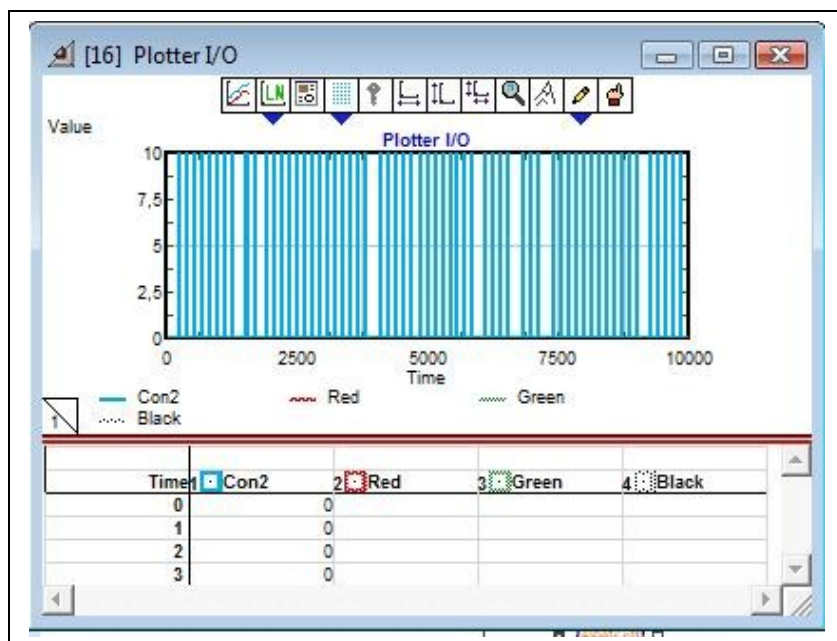 [16] Plotter I/O
LN
Value
Plotter I/O
10
7,5
5
2,5
0
0 2500 5000 7500 10000
Time
Con2 Red Green
Black
1
Time 1 Con2 2 Red 3 Green 4 Black
0 0
1 0
2 0
3 0